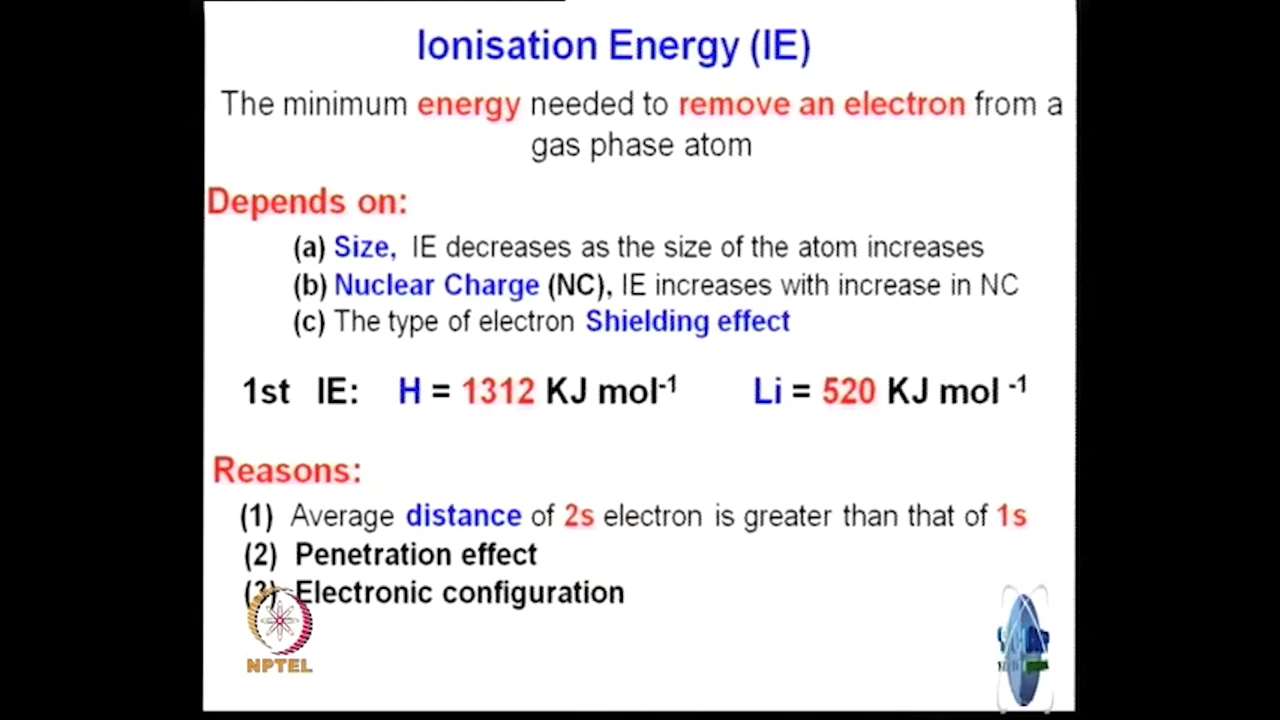 Ionisation Energy (IE)
The minimum energy needed to remove an electron from a
gas phase atom
Depends on:
(a) Size, IE decreases as the size of the atom increases
(b) Nuclear Charge (NC), IE increases with increase in NC
(c) The type of electron Shielding effect
1st IE: H = 1312 KJ mol-1 Li = 520 KJ mol -1
Reasons:
(1) Average distance of 2s electron is greater than that of 1s
(2) Penetration effect
(3) Electronic configuration
NPTEL